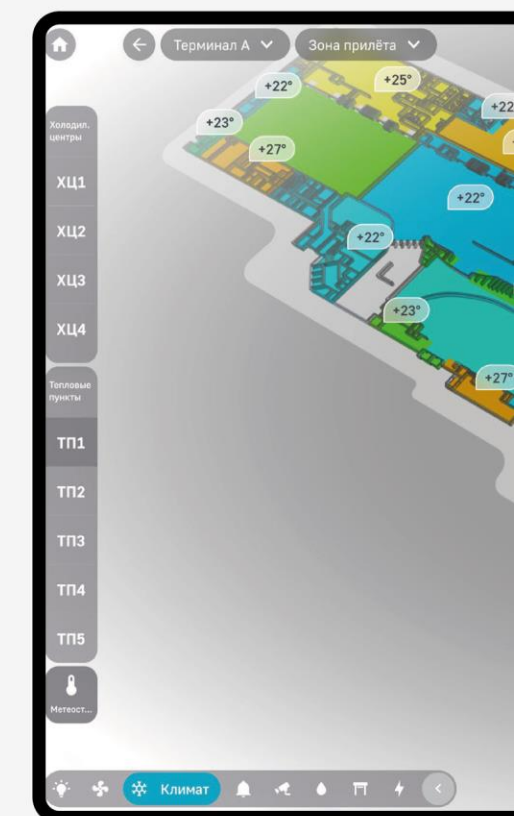 Терминал А
Зона прилёта
+22°
+25°
+22
+23°
+27°
+22°
+22°
+23°
+27°
Холодил.
центры
ХЦ1
ХЦ2
ХЦ3
ХЦ4
Тепловые
пункты
ТП1
ТП2
ТП3
ТП4
ТП5
Метеост...
Климат